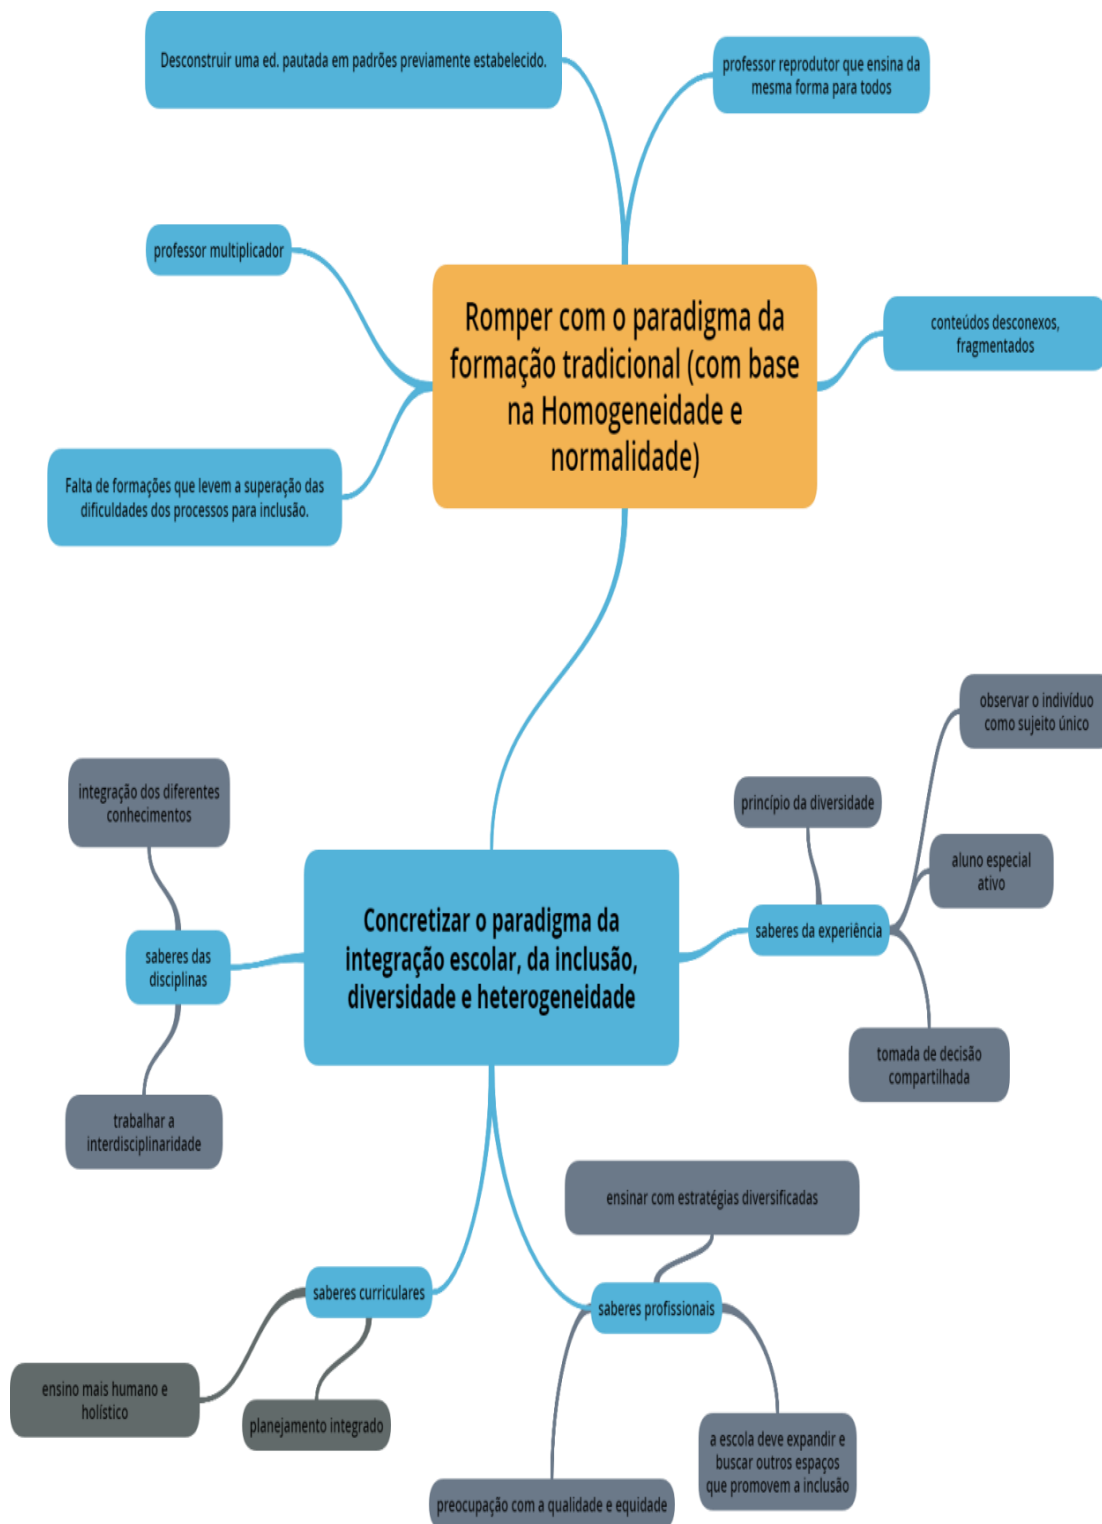 Desconstruir uma ed. pautada em padrões previamente estabelecido.
professor reprodutor que ensina da
mesma forma para todos
professor multiplicador
Romper com o paradigma da
formação tradicional (com base
na Homogeneidade e
normalidade)
conteúdos desconexos,
fragmentados
Falta de formações que levem a superação das
dificuldades dos processos para inclusão.
observar o indivíduo
como sujeito único
integração dos diferentes
conhecimentos
princípio da diversidade
aluno especial
ativo
Concretizar o paradigma da
integração escolar, da inclusão,
diversidade e heterogeneidade
saberes da experiência
saberes das
disciplinas
tomada de decisão
compartilhada
trabalhar a
interdisciplinaridade
ensinar com estratégias diversificadas
saberes curriculares
saberes profissionais
ensino mais humano e
holístico
planejamento integrado
a escola deve expandir e
buscar outros espaços
que promovem a inclusão
preocupação com a qualidade e equidade